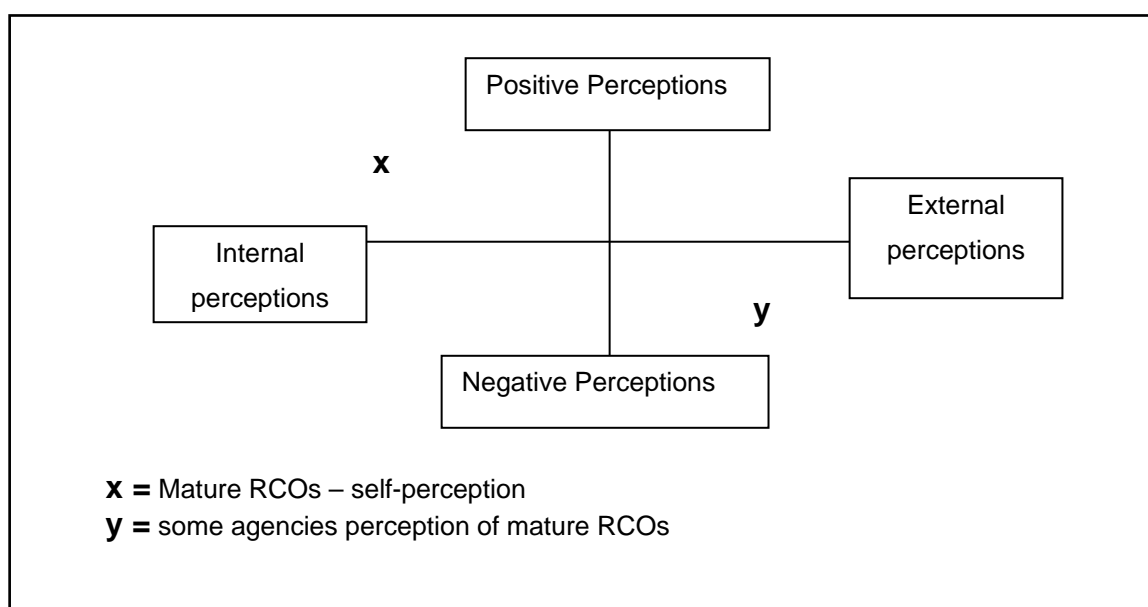 Positive Perceptions
x
External
perceptions
Internal
perceptions
y
Negative Perceptions
x = Mature RCOs – self-perception
y = some agencies perception of mature RCOs